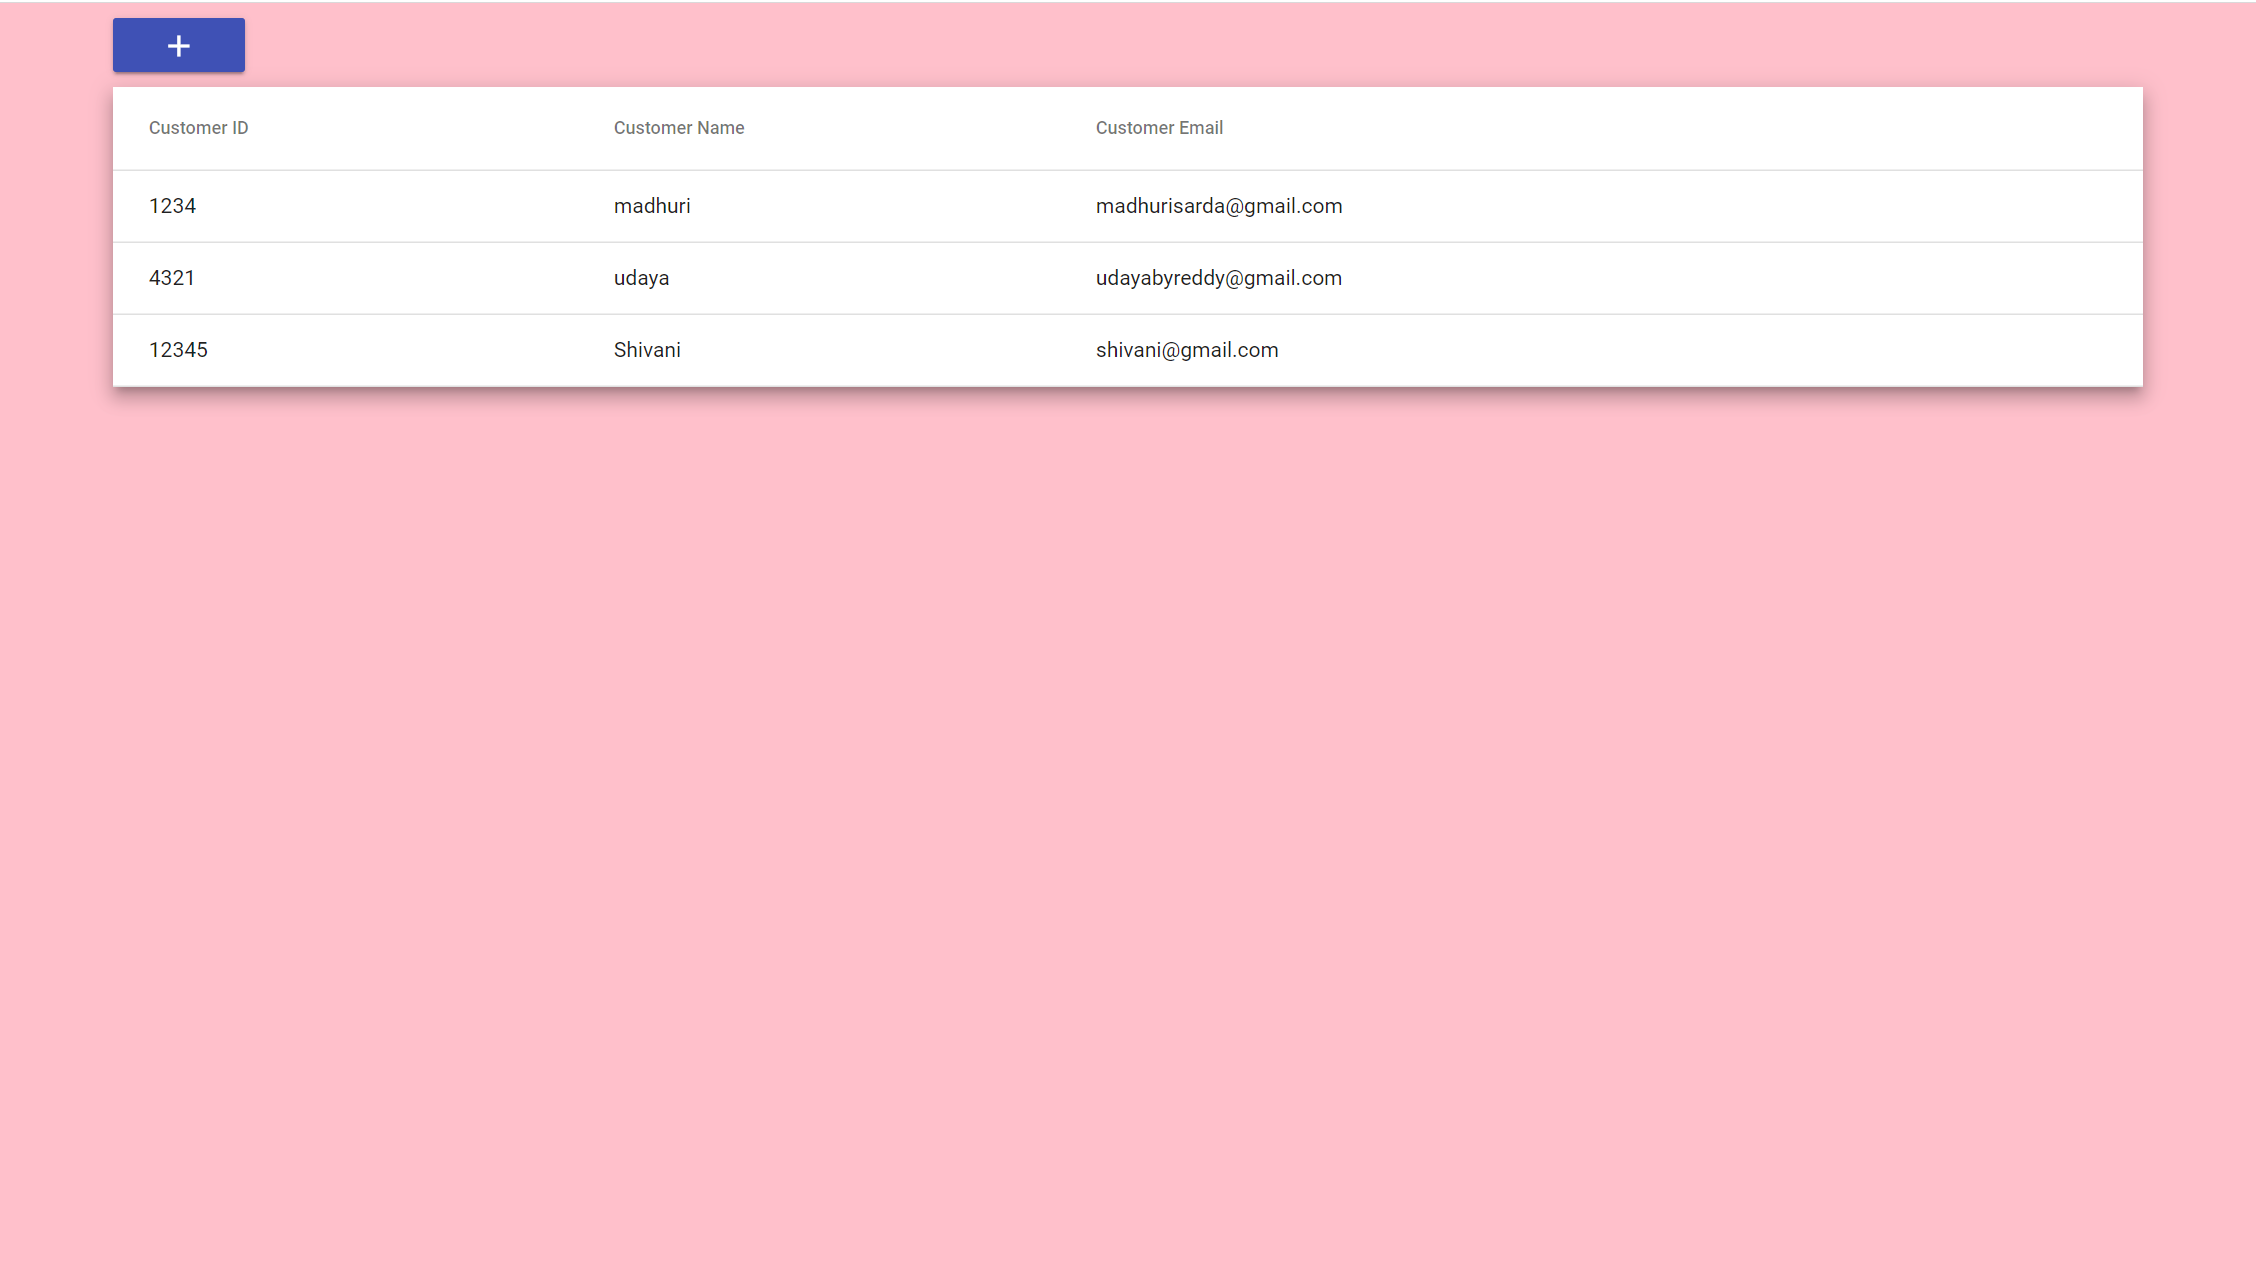 +
Customer ID Customer Name Customer Email
1234 madhuri madhurisarda@gmail.com
4321 udaya udayabyreddy@gmail.com
12345 Shivani shivani@gmail.com